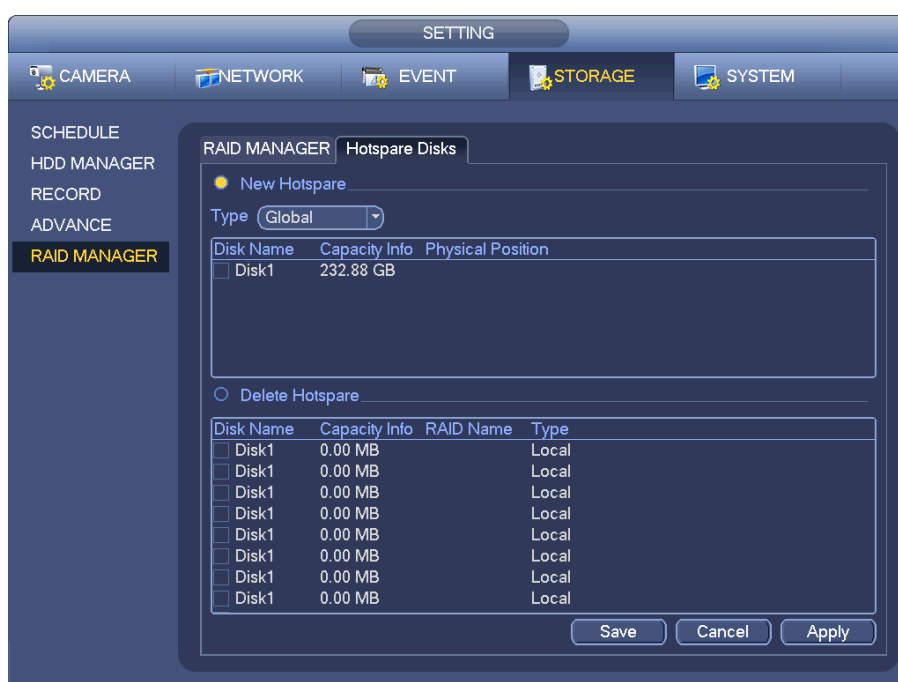 SETTING
CAMERA NETWORK EVENT STORAGE SYSTEM
SCHEDULE
HDD MANAGER
RECORD
ADVANCE
RAID MANAGER
RAID MANAGER Hotspare Disks
New Hotspare
Type Global
Disk Name Capacity Info Physical Position
Disk1 232.88 GB
Delete Hotspare
Disk Name Capacity Info RAID Name Type
Disk1 0.00 MB Local
Disk1 0.00 MB Local
Disk1 0.00 MB Local
Disk1 0.00 MB Local
Disk1 0.00 MB Local
Disk1 0.00 MB Local
Disk1 0.00 MB Local
Disk1 0.00 MB Local
Save Cancel Apply